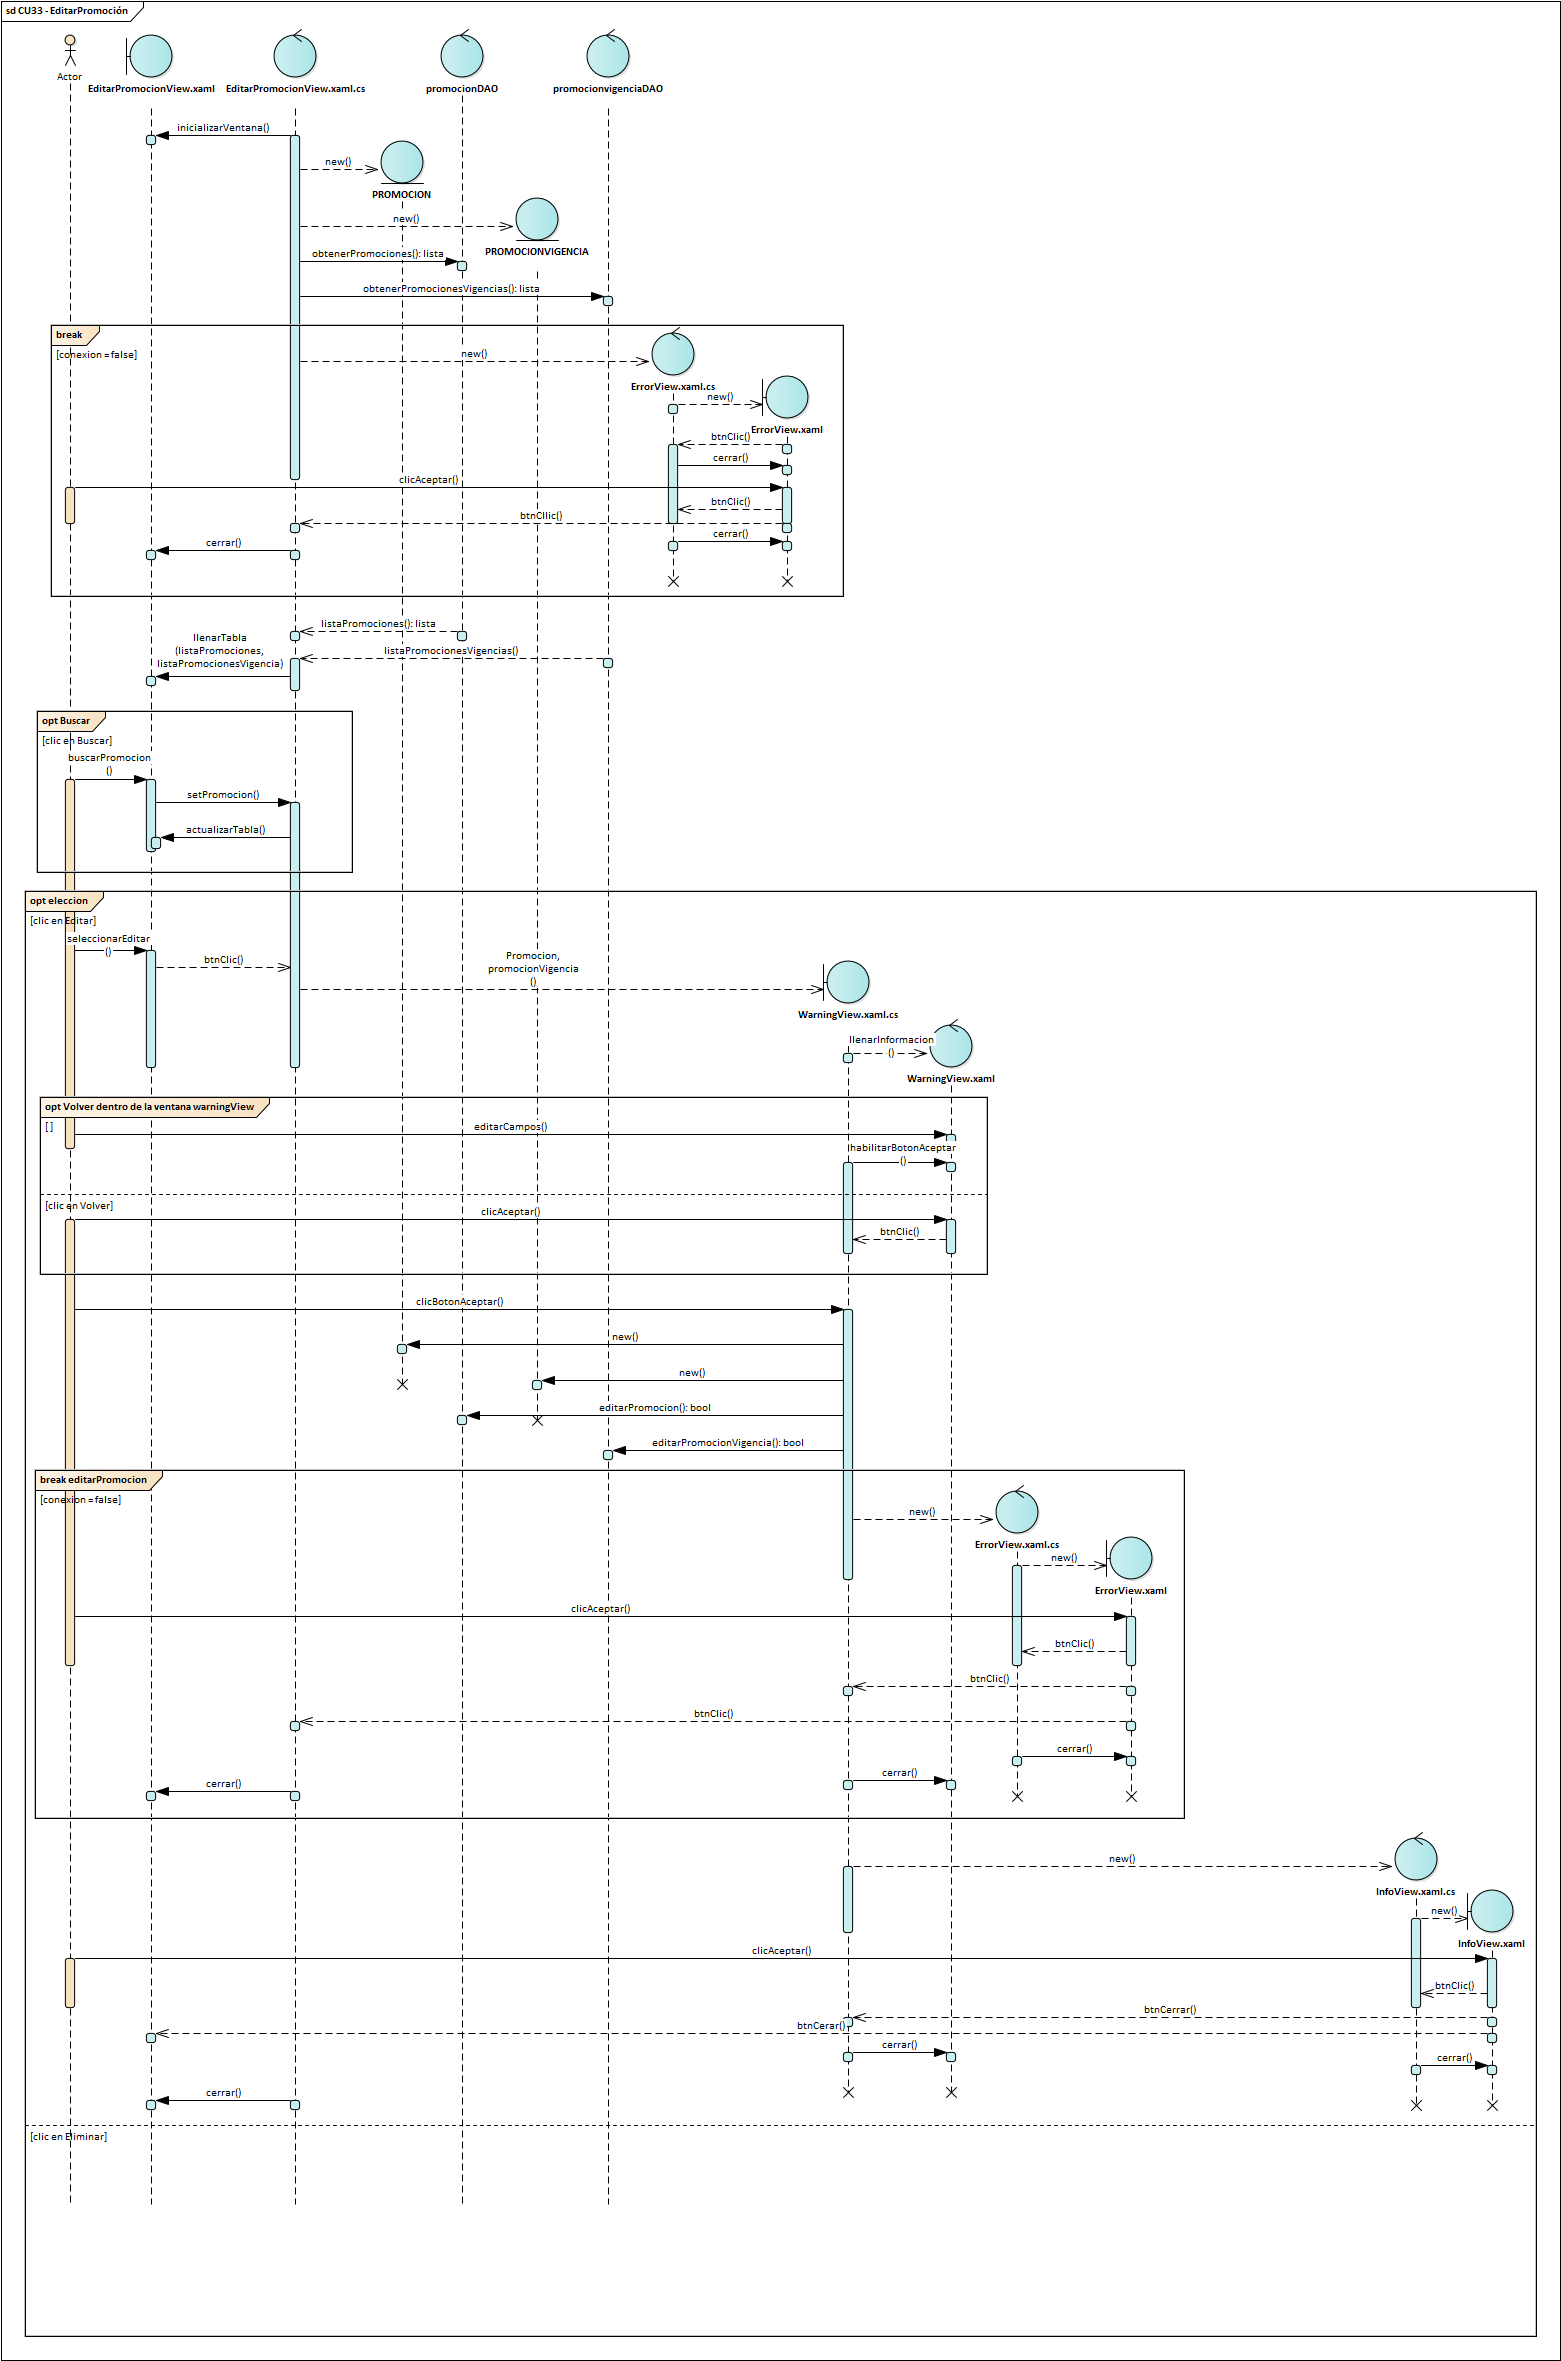 sd CU33 - EditarPromoción
Actor
EditarPromocionView.xaml
EditarPromocionView.xaml.cs
promocionDAO
promocionvigenciaDAO
inicializarVentana()
new()
PROMOCION
new()
PROMOCIONVIGENCIA
obtenerPromociones(): lista
obtenerPromocionesVigencias(): lista
break
[conexion = false]
new()
ErrorView.xaml.cs
new()
ErrorView.xaml
btnClic()
cerrar()
clicAceptar()
btnClic()
btnCllic()
cerrar()
cerrar()
listaPromociones(): lista
llenarTabla
(listaPromociones,
listaPromocionesVigencia)
listaPromocionesVigencias()
opt Buscar
[clic en Buscar]
buscarPromocion
()
setPromocion()
actualizarTabla()
opt eleccion
[clic en Editar]
seleccionarEditar
()
btnClic()
Promocion,
promocionVigencia
()
WarningView.xaml.cs
llenarInformacion
()
WarningView.xaml
opt Volver dentro de la ventana warningView
[ ]
editarCampos()
lhabilitarBotonAceptar
()
[clic en Volver]
clicAceptar()
btnClic()
clicBotonAceptar()
new()
new()
editarPromocion(): bool
editarPromocionVigencia(): bool
break editarPromocion
[conexion = false]
new()
ErrorView.xaml.cs
new()
ErrorView.xaml
clicAceptar()
btnClic()
btnClic()
btnClic()
cerrar()
cerrar()
cerrar()
new()
InfoView.xaml.cs
new()
InfoView.xaml
clicAceptar()
btnClic()
btnCerrar()
btnCerar()
cerrar()
cerrar()
cerrar()
[clic en Eliminar]